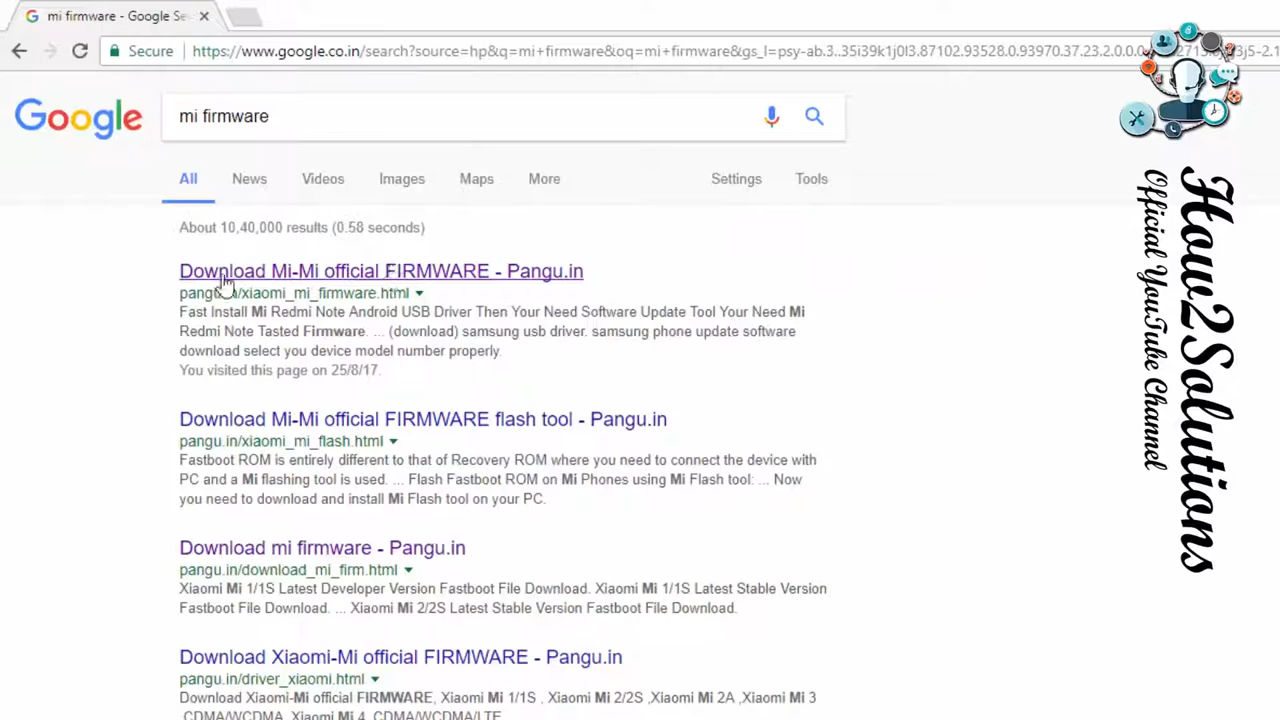 mi firmware - Google Se
Secure
https://www.google.co.in/search?source=hp&q=mi+firmware&oq=mi+firmware&gs_l=psy-ab.3..35i39k1j0l3.87102.93528.0.93970.37.23.2.0.0.0
Google
mi firmware
All News Videos Images Maps More Settings Tools
About 10,40,000 results (0.58 seconds)
Download Mi-Mi official FIRMWARE - Pangu.in
pangu.in/xiaomi_mi_firmware.html
Fast Install Mi Redmi Note Android USB Driver Then Your Need Software Update Tool Your Need Mi
Redmi Note Tasted Firmware. ... (download) samsung usb driver. samsung phone update software
download select you device model number properly.
You visited this page on 25/8/17.
Download Mi-Mi official FIRMWARE flash tool - Pangu.in
pangu.in/xiaomi_mi_flash.html
Fastboot ROM is entirely different to that of Recovery ROM where you need to connect the device with
PC and a Mi flashing tool is used. ... Flash Fastboot ROM on Mi Phones using Mi Flash tool: ... Now
you need to download and install Mi Flash tool on your PC.
Download mi firmware - Pangu.in
pangu.in/download_mi_firm.html
Xiaomi Mi 1/1S Latest Developer Version Fastboot File Download. Xiaomi Mi 1/1S Latest Stable Version
Fastboot File Download. ... Xiaomi Mi 2/2S Latest Stable Version Fastboot File Download.
Download Xiaomi-Mi official FIRMWARE - Pangu.in
pangu.in/driver_xiaomi.html
Download Xiaomi-Mi official FIRMWARE, Xiaomi Mi 1/1S , Xiaomi Mi 2/2S ,Xiaomi Mi 2A ,Xiaomi Mi 3
,CDMA/WCDMA, Xiaomi Mi 4, CDMA/WCDMA/LTE
How2Solutions
Official YouTube Channel